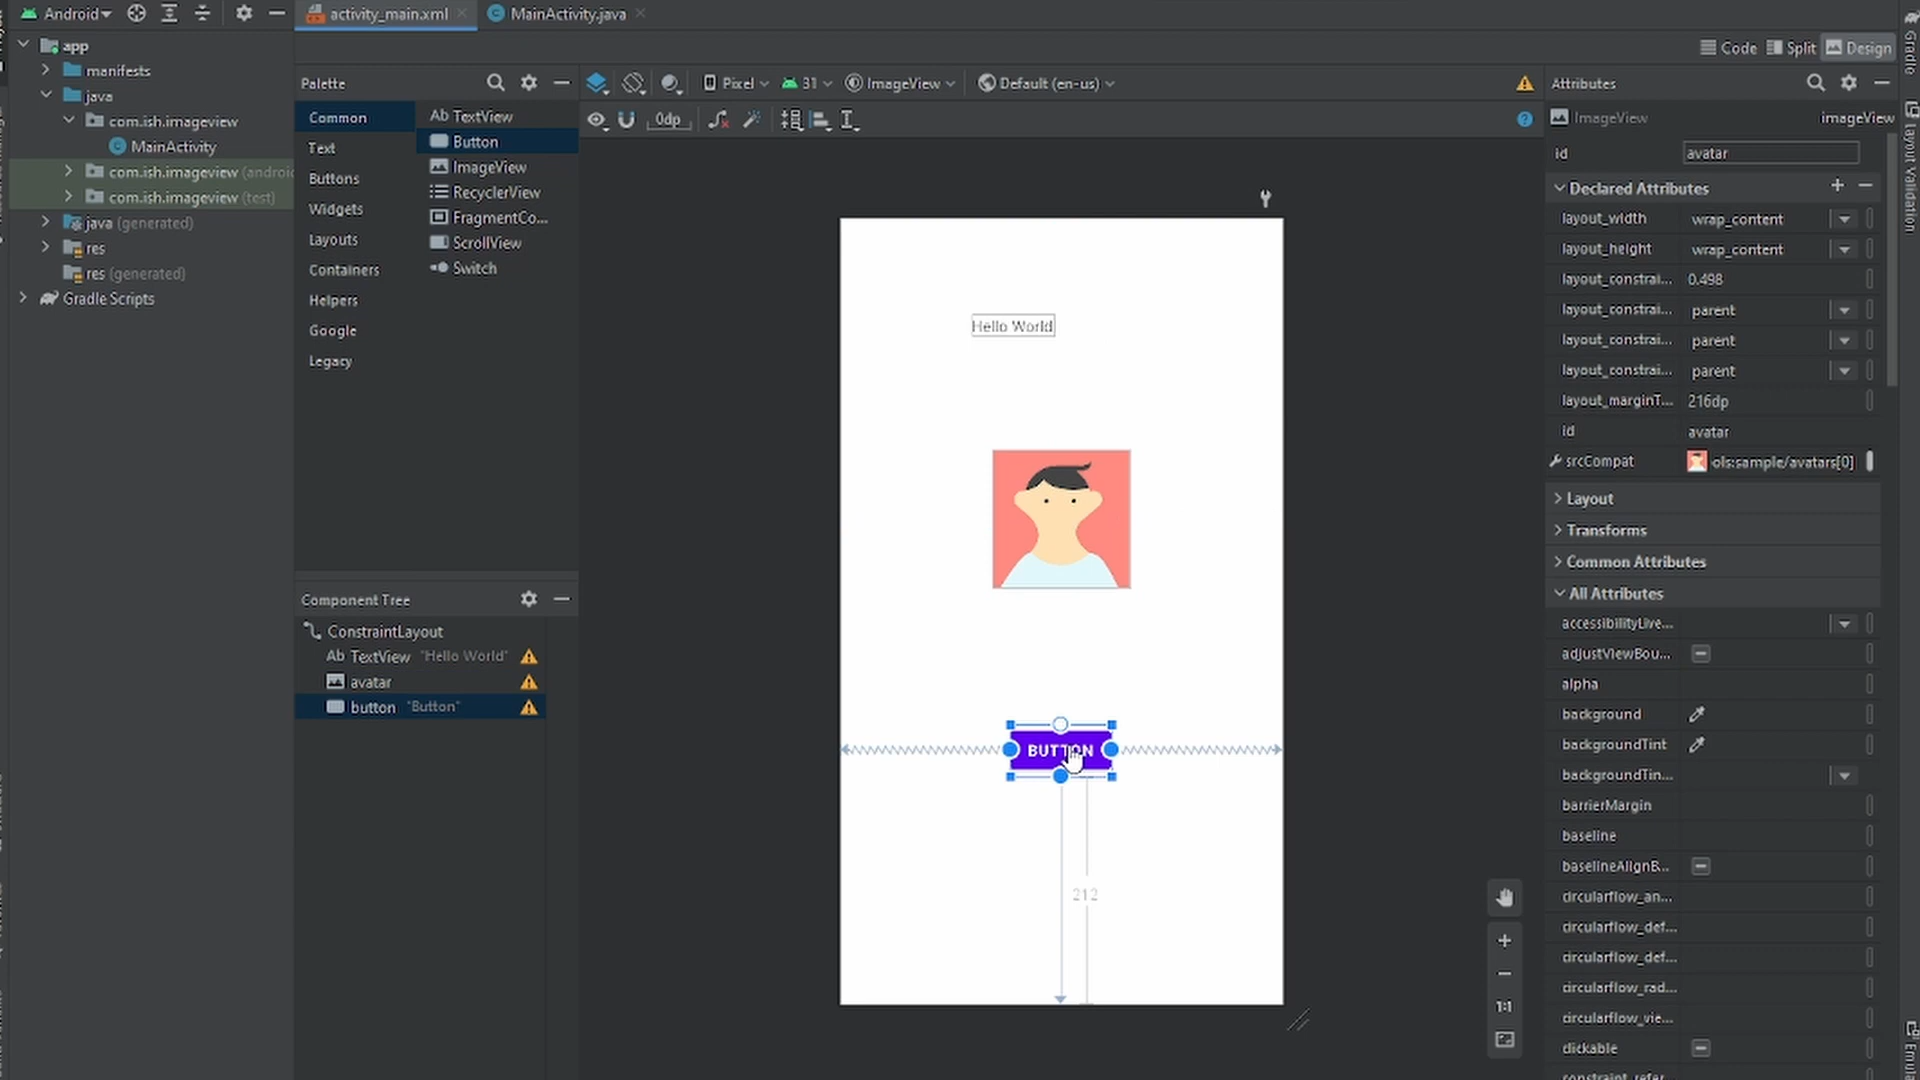 Android
activity_main.xml
MainActivity.java
app
manifests
java
com.ish.imageview
MainActivity
com.ish.imageview (androic
com.ish.imageview (test)
java (generated)
res
res (generated)
Gradle Scripts
Code
Split
Design
Palette
Common
Text
Buttons
Widgets
Layouts
Containers
Helpers
Google
Legacy
Ab TextView
Button
ImageView
RecyclerView
FragmentCo...
ScrollView
Switch
Component Tree
ConstraintLayout
Ab TextView "Hello World"
avatar
button "Button"
Pixel
31
ImageView
Default (en-us)
0dp
Hello World
BUTTON
212
1:1
Attributes
ImageView imageView
id avatar
Declared Attributes
layout_width wrap_content
layout_height wrap_content
layout_constrai... 0.498
layout_constrai... parent
layout_constrai... parent
layout_constrai... parent
layout_marginT... 216dp
id avatar
srcCompat ols:sample/avatars[0]
Layout
Transforms
Common Attributes
All Attributes
accessibilityLive...
adjustViewBou...
alpha
background
backgroundTint
backgroundTin...
barrierMargin
baseline
baselineAlignB...
circularflow_an...
circularflow_def...
circularflow_def...
circularflow_rad...
circularflow_vie...
clickable
Gradle
Layout Validation